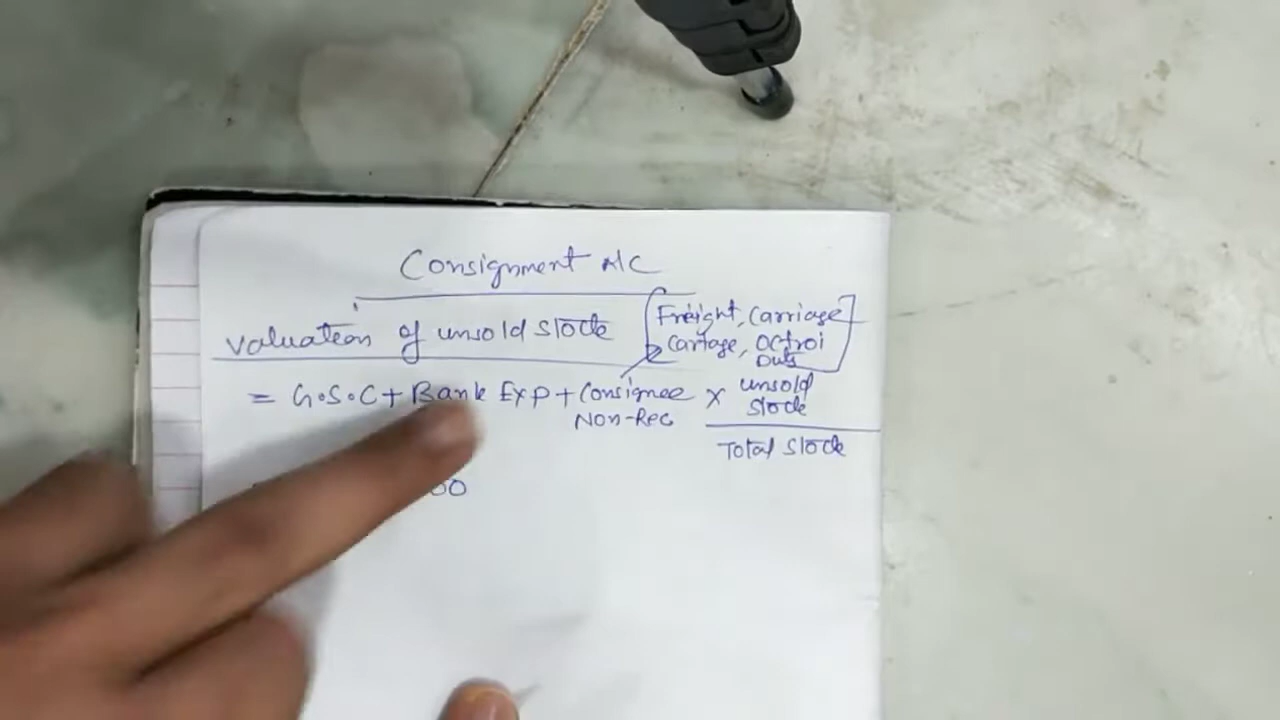 Consignment A/C
Valuation of unsold stock
[Freight, Carriage
Cartage, Octroi
Duty]
= G.S.O.C + Bank Exp + Consignee × unsold stock
Non-Rec
Total stock
00